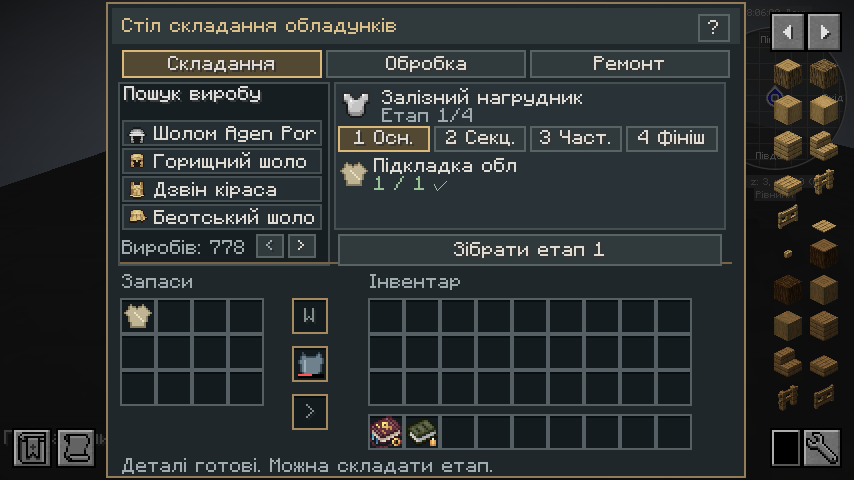 Стіл складання обладунків
?
Складання
Обробка
Ремонт
Пошук виробу
Шолом Agen Por
Горищний шоло
Дзвін кіраса
Беотський шоло
Виробів: 778
<
>
Залізний нагрудник
Етап 1/4
1 Осн.
2 Секц.
3 Част.
4 Фініш
Підкладка обл
1 / 1 ✓
Зібрати етап 1
Запаси
Інвентар
W
>
Деталі готові. Можна складати етап.